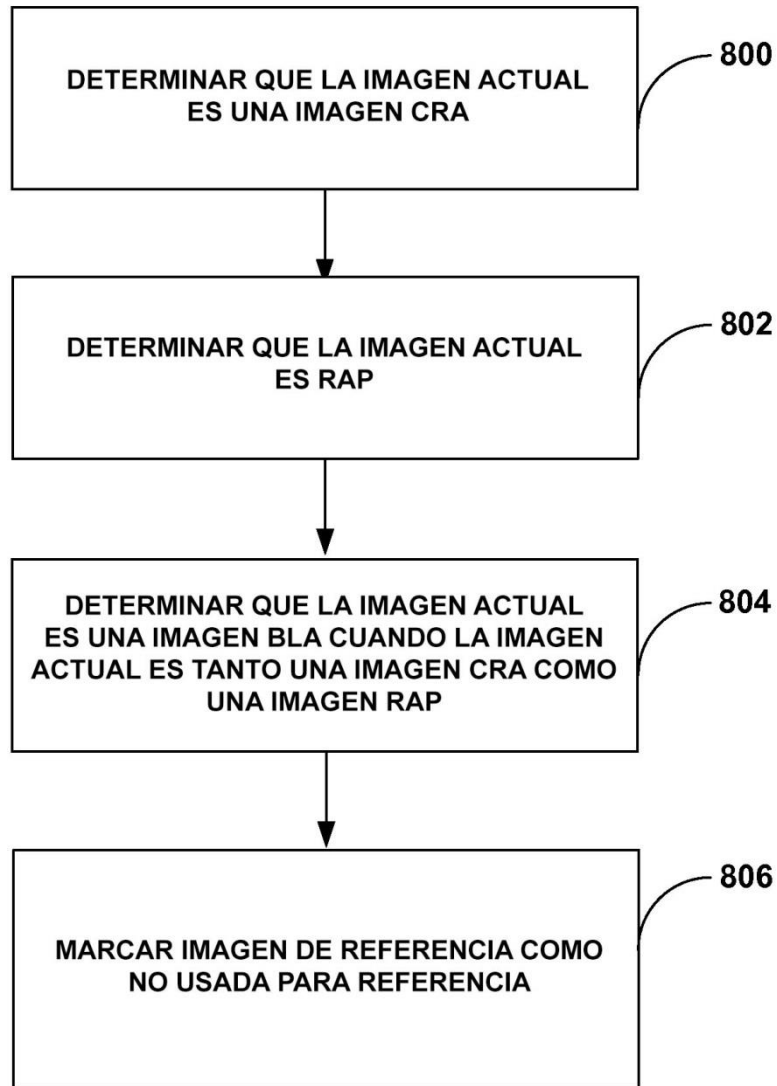 DETERMINAR QUE LA IMAGEN ACTUAL
ES UNA IMAGEN CRA
800
DETERMINAR QUE LA IMAGEN ACTUAL
ES RAP
802
DETERMINAR QUE LA IMAGEN ACTUAL
ES UNA IMAGEN BLA CUANDO LA IMAGEN
ACTUAL ES TANTO UNA IMAGEN CRA COMO
UNA IMAGEN RAP
804
MARCAR IMAGEN DE REFERENCIA COMO
NO USADA PARA REFERENCIA
806